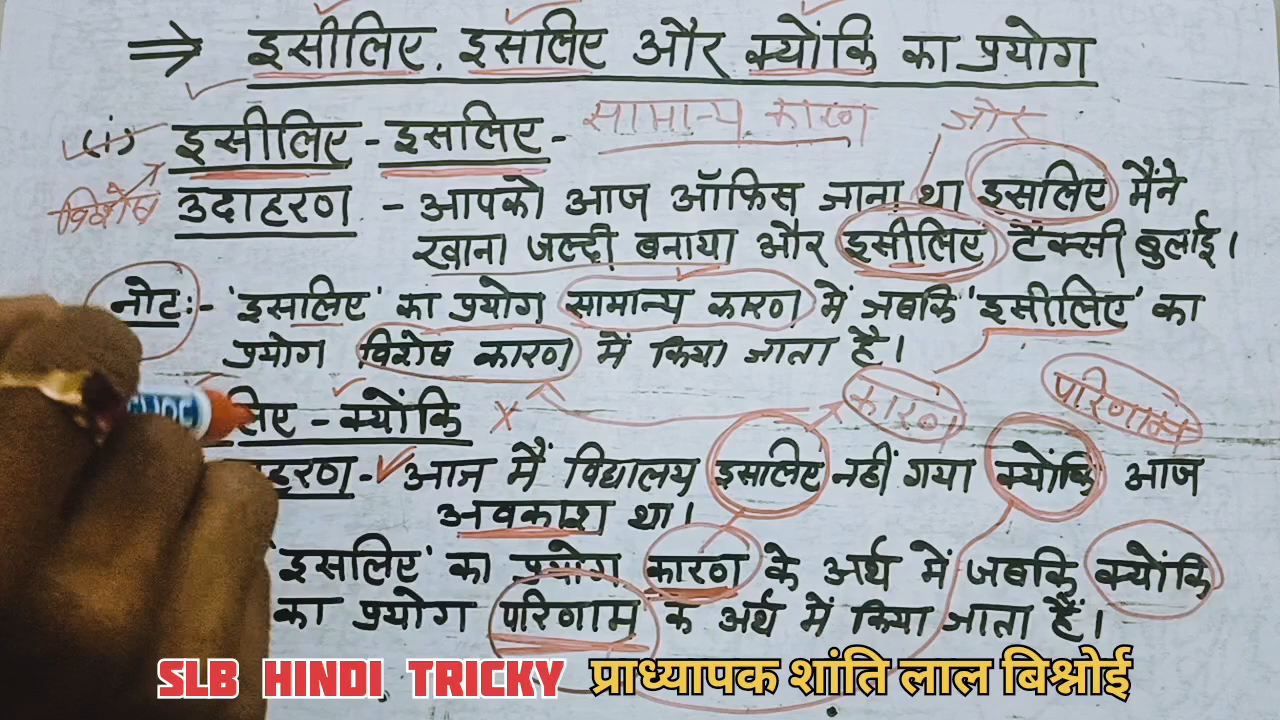 ⇒ इसीलिए, इसलिए और क्योंकि का प्रयोग
सामान्य कारण और
(i) इसीलिए - इसलिए -
विशेष
उदाहरण - आपको आज ऑफिस जाना था इसलिए मैंने
खाना जल्दी बनाया और इसीलिए टैक्सी बुलाई।
नोट:- 'इसलिए' का प्रयोग सामान्य कारण में जबकि 'इसीलिए' का
प्रयोग विशेष कारण में किया जाता है।
कारण परिणाम
लिए - क्योंकि x
हरण - आज मैं विद्यालय इसलिए नहीं गया क्योंकि आज
अवकाश था।
'इसलिए' का प्रयोग कारण के अर्थ में जबकि क्योंकि
का प्रयोग परिणाम के अर्थ में किया जाता हैं।
SLB HINDI TRICKY प्राध्यापक शांति लाल बिश्नोई